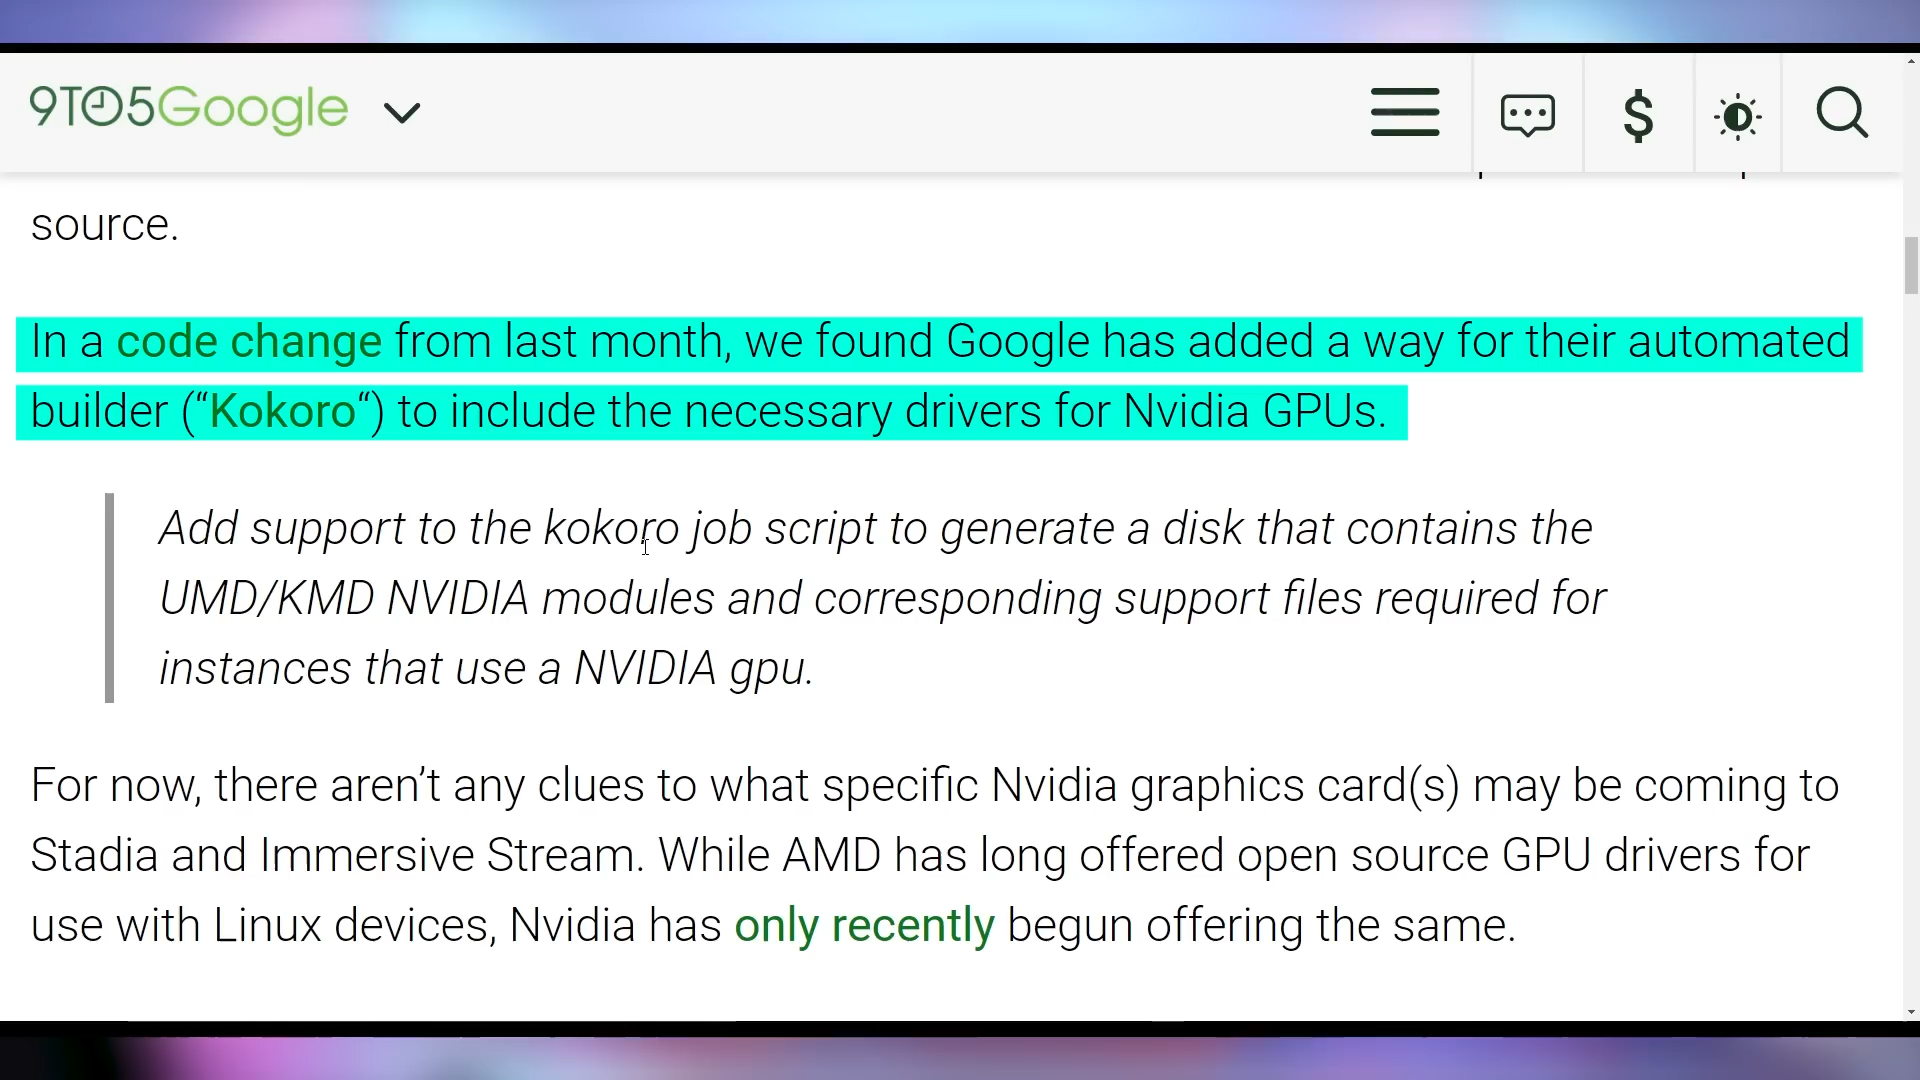 9TO5Google
source.
In a code change from last month, we found Google has added a way for their automated
builder (“Kokoro“) to include the necessary drivers for Nvidia GPUs.
Add support to the kokoro job script to generate a disk that contains the
UMD/KMD NVIDIA modules and corresponding support files required for
instances that use a NVIDIA gpu.
For now, there aren’t any clues to what specific Nvidia graphics card(s) may be coming to
Stadia and Immersive Stream. While AMD has long offered open source GPU drivers for
use with Linux devices, Nvidia has only recently begun offering the same.